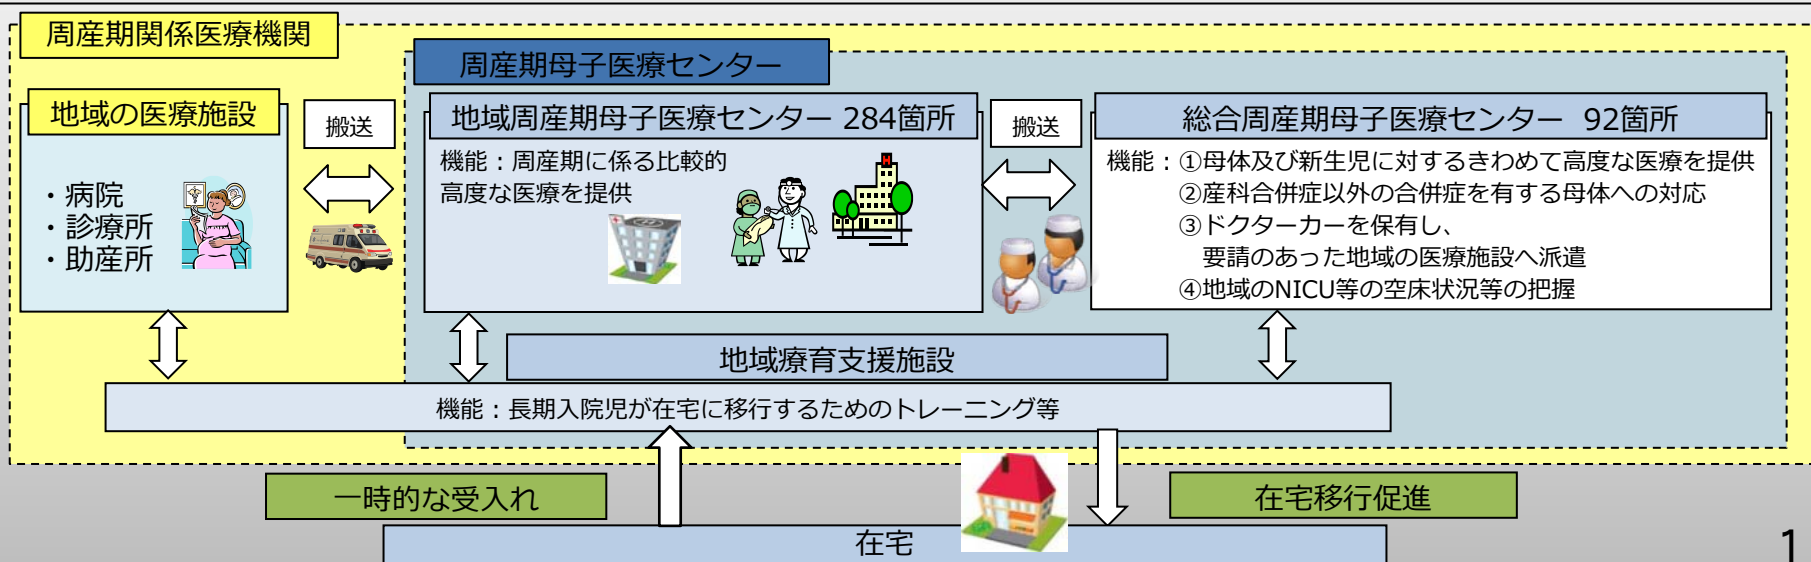 周産期関係医療機関
周産期母子医療センター
地域の医療施設
・病院
・診療所
・助産所
搬送
地域周産期母子医療センター 284箇所
機能：周産期に係る比較的
高度な医療を提供
搬送
総合周産期母子医療センター 92箇所
機能：①母体及び新生児に対するきわめて高度な医療を提供
②産科合併症以外の合併症を有する母体への対応
③ドクターカーを保有し、
要請のあった地域の医療施設へ派遣
④地域のNICU等の空床状況等の把握
地域療育支援施設
機能：長期入院児が在宅に移行するためのトレーニング等
一時的な受入れ
在宅移行促進
在宅
1